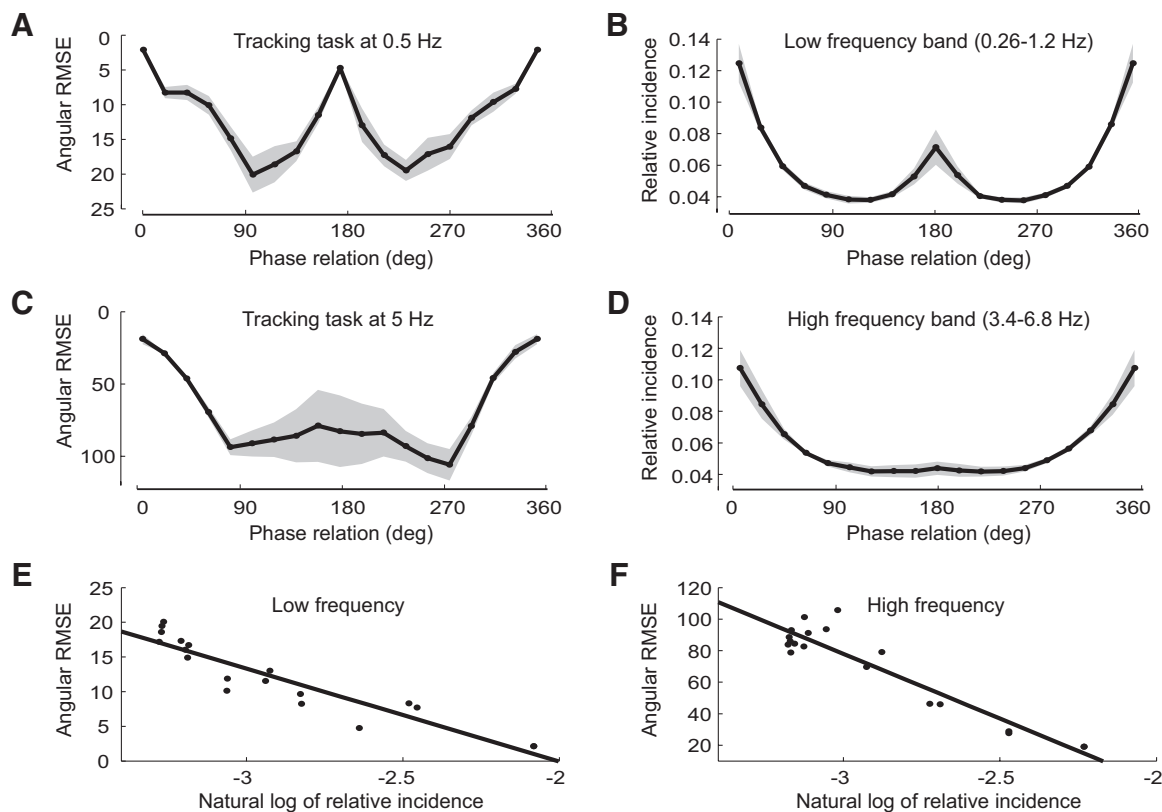 A
Tracking task at 0.5 Hz
Angular RMSE
0
5
10
15
20
25
0 90 180 270 360
Phase relation (deg)
B
Low frequency band (0.26-1.2 Hz)
Relative incidence
0.14
0.12
0.10
0.08
0.06
0.04
0 90 180 270 360
Phase relation (deg)
C
Tracking task at 5 Hz
Angular RMSE
0
50
100
0 90 180 270 360
Phase relation (deg)
D
High frequency band (3.4-6.8 Hz)
Relative incidence
0.14
0.12
0.10
0.08
0.06
0.04
0 90 180 270 360
Phase relation (deg)
E
Low frequency
Angular RMSE
25
20
15
10
5
0
-3 -2.5 -2
Natural log of relative incidence
F
High frequency
Angular RMSE
120
100
80
60
40
20
-3 -2.5 -2
Natural log of relative incidence